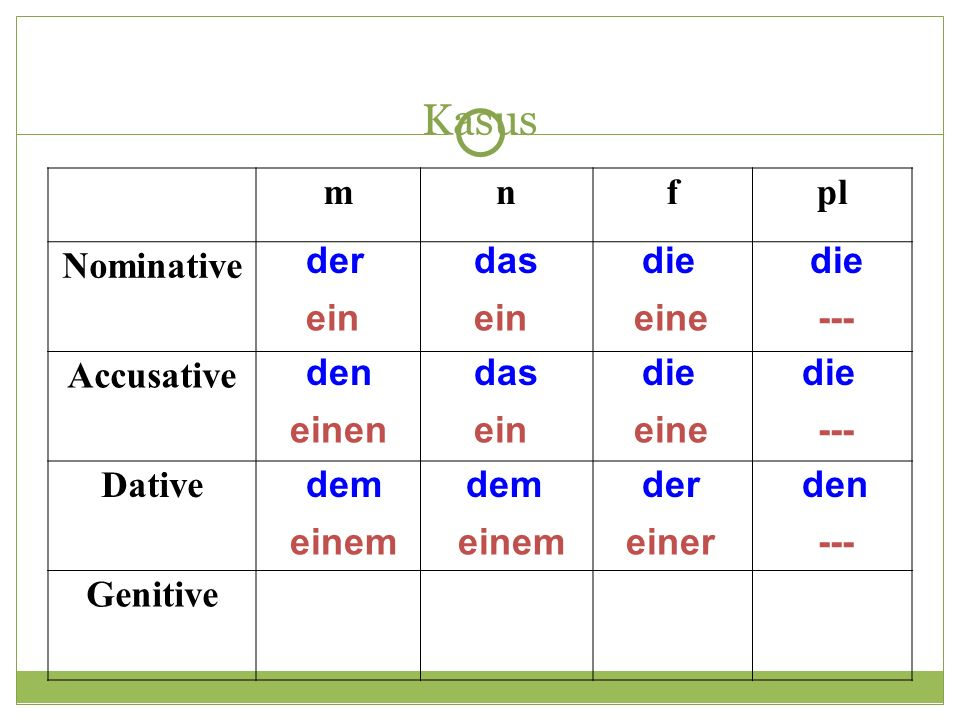 Kasus
m n f pl
Nominative der das die die
ein ein eine ---
Accusative den das die die
einen ein eine ---
Dative dem dem der den
einem einem einer ---
Genitive